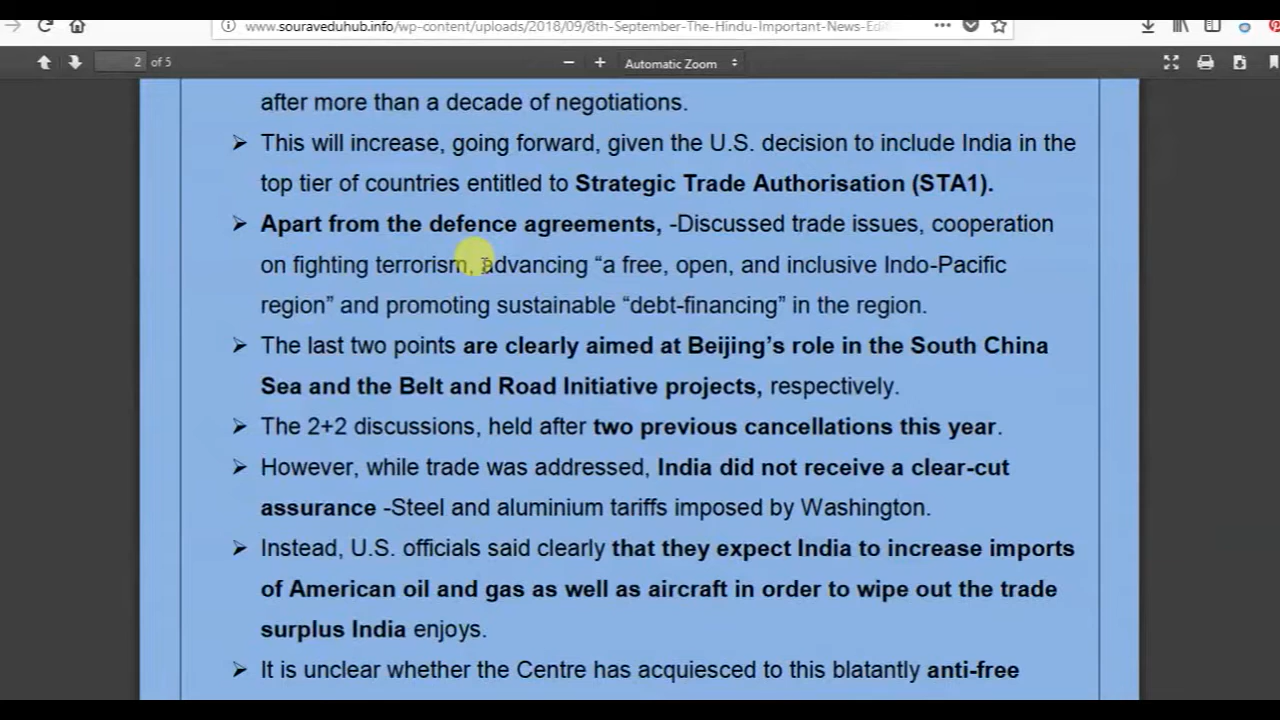 www.souraveduhub.info/wp-content/uploads/2018/09/8th-September-The-Hindu-Important-News-Edi
2 of 5
Automatic Zoom
after more than a decade of negotiations.
➢ This will increase, going forward, given the U.S. decision to include India in the
top tier of countries entitled to Strategic Trade Authorisation (STA1).
➢ Apart from the defence agreements, -Discussed trade issues, cooperation
on fighting terrorism, advancing “a free, open, and inclusive Indo-Pacific
region” and promoting sustainable “debt-financing” in the region.
➢ The last two points are clearly aimed at Beijing’s role in the South China
Sea and the Belt and Road Initiative projects, respectively.
➢ The 2+2 discussions, held after two previous cancellations this year.
➢ However, while trade was addressed, India did not receive a clear-cut
assurance -Steel and aluminium tariffs imposed by Washington.
➢ Instead, U.S. officials said clearly that they expect India to increase imports
of American oil and gas as well as aircraft in order to wipe out the trade
surplus India enjoys.
➢ It is unclear whether the Centre has acquiesced to this blatantly anti-free